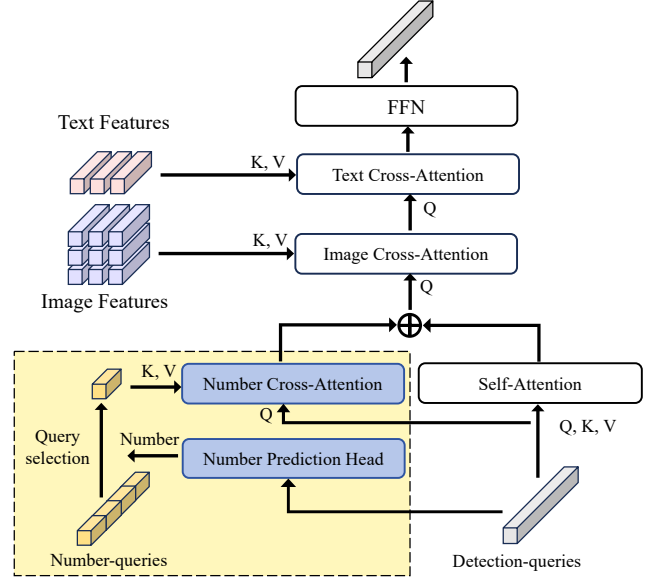 FFN
Text Features
K, V
Text Cross-Attention
Q
K, V
Image Cross-Attention
Image Features
Q
K, V
Number Cross-Attention
Self-Attention
Q
Q, K, V
Query
selection
Number
Number Prediction Head
Number-queries
Detection-queries